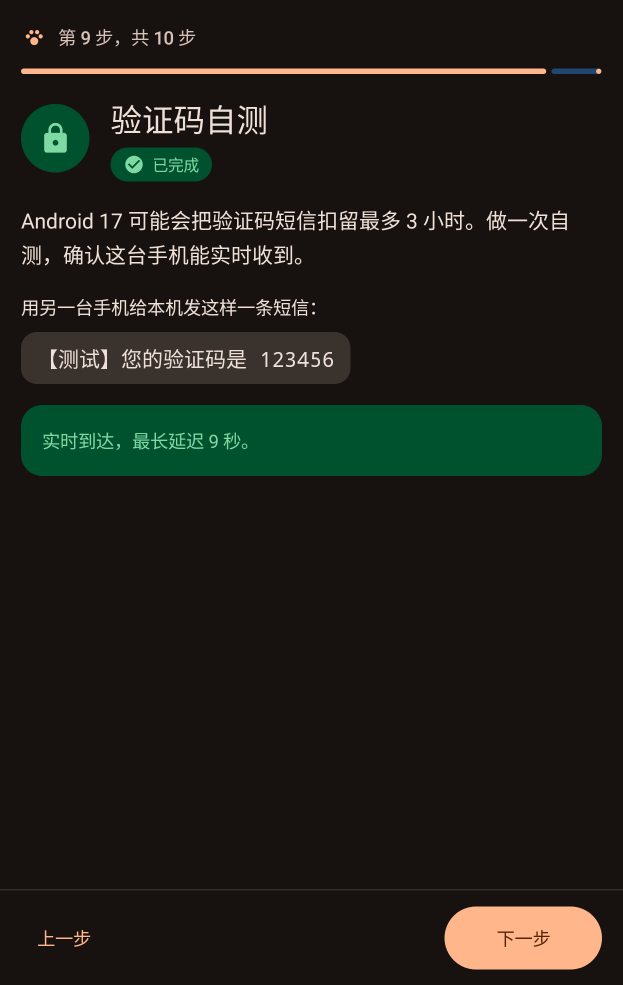 第 9 步，共 10 步
验证码自测
已完成
Android 17 可能会把验证码短信扣留最多 3 小时。做一次自
测，确认这台手机能实时收到。
用另一台手机给本机发这样一条短信：
【测试】您的验证码是 123456
实时到达，最长延迟 9 秒。
上一步
下一步